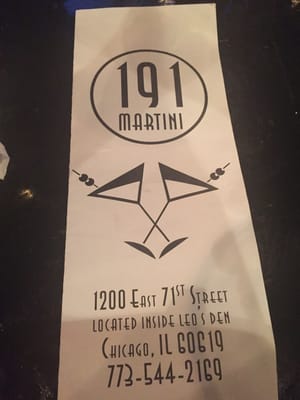 191
MARTINI
1200 EAST 71ST STREET
LOCATED INSIDE LEO'S DEN
CHICAGO, IL 60619
773-544-2169